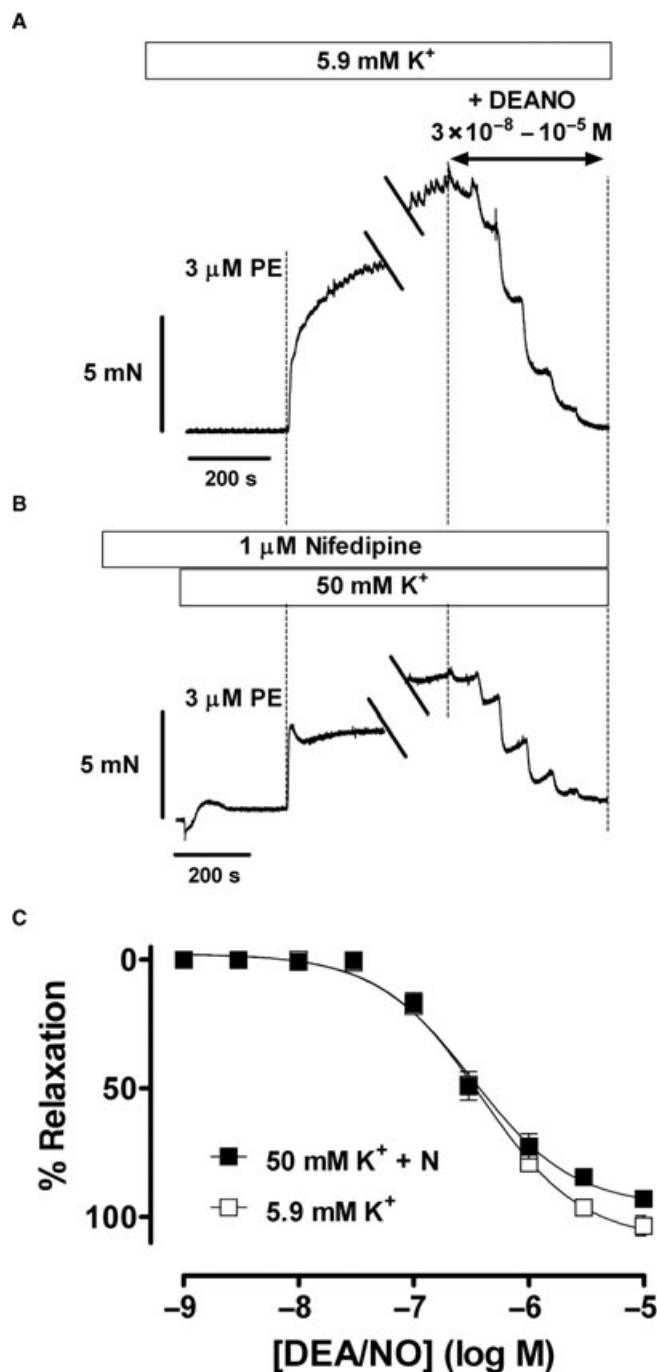 A
5.9 mM K⁺
+ DEANO
3 × 10⁻⁸ – 10⁻⁵ M
3 μM PE
5 mN
200 s
B
1 μM Nifedipine
50 mM K⁺
3 μM PE
5 mN
200 s
C
0
50
100
% Relaxation
50 mM K⁺ + N
5.9 mM K⁺
–9 –8 –7 –6 –5
[DEA/NO] (log M)